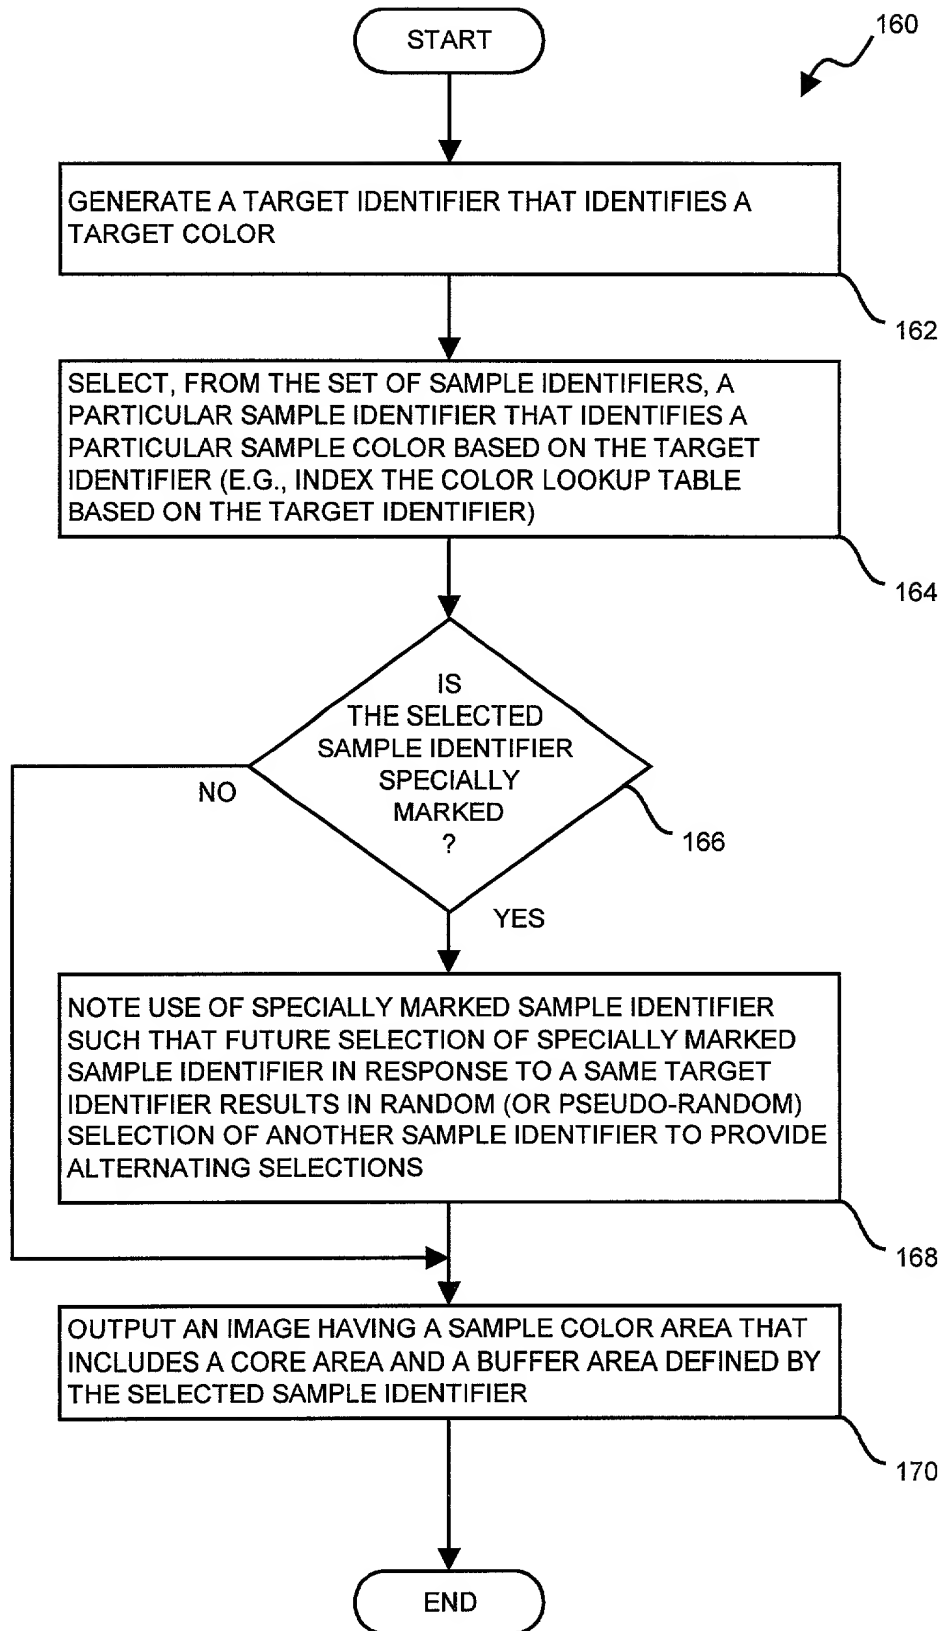 START
160
GENERATE A TARGET IDENTIFIER THAT IDENTIFIES A
TARGET COLOR
162
SELECT, FROM THE SET OF SAMPLE IDENTIFIERS, A
PARTICULAR SAMPLE IDENTIFIER THAT IDENTIFIES A
PARTICULAR SAMPLE COLOR BASED ON THE TARGET
IDENTIFIER (E.G., INDEX THE COLOR LOOKUP TABLE
BASED ON THE TARGET IDENTIFIER)
164
IS
THE SELECTED
SAMPLE IDENTIFIER
SPECIALLY
MARKED
?
NO
166
YES
NOTE USE OF SPECIALLY MARKED SAMPLE IDENTIFIER
SUCH THAT FUTURE SELECTION OF SPECIALLY MARKED
SAMPLE IDENTIFIER IN RESPONSE TO A SAME TARGET
IDENTIFIER RESULTS IN RANDOM (OR PSEUDO-RANDOM)
SELECTION OF ANOTHER SAMPLE IDENTIFIER TO PROVIDE
ALTERNATING SELECTIONS
168
OUTPUT AN IMAGE HAVING A SAMPLE COLOR AREA THAT
INCLUDES A CORE AREA AND A BUFFER AREA DEFINED BY
THE SELECTED SAMPLE IDENTIFIER
170
END